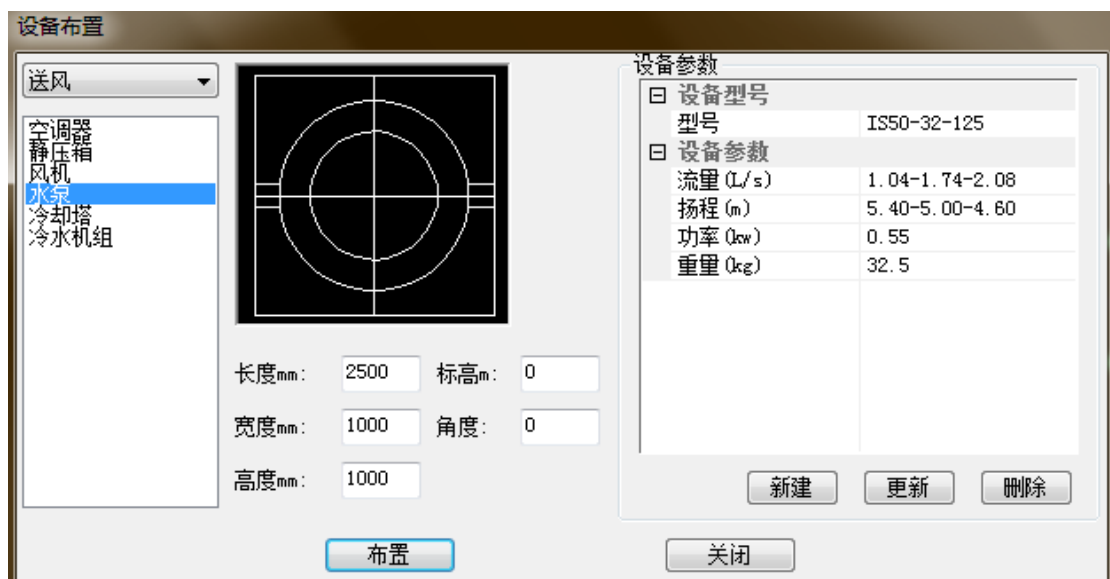 设备布置
送风
空调器
静压箱
风机
水泵
冷却塔
冷水机组
长度mm: 2500 标高m: 0
宽度mm: 1000 角度: 0
高度mm: 1000
设备参数
设备型号
型号 IS50-32-125
设备参数
流量(L/s) 1.04-1.74-2.08
扬程(m) 5.40-5.00-4.60
功率(kw) 0.55
重量(kg) 32.5
新建 更新 删除
布置 关闭